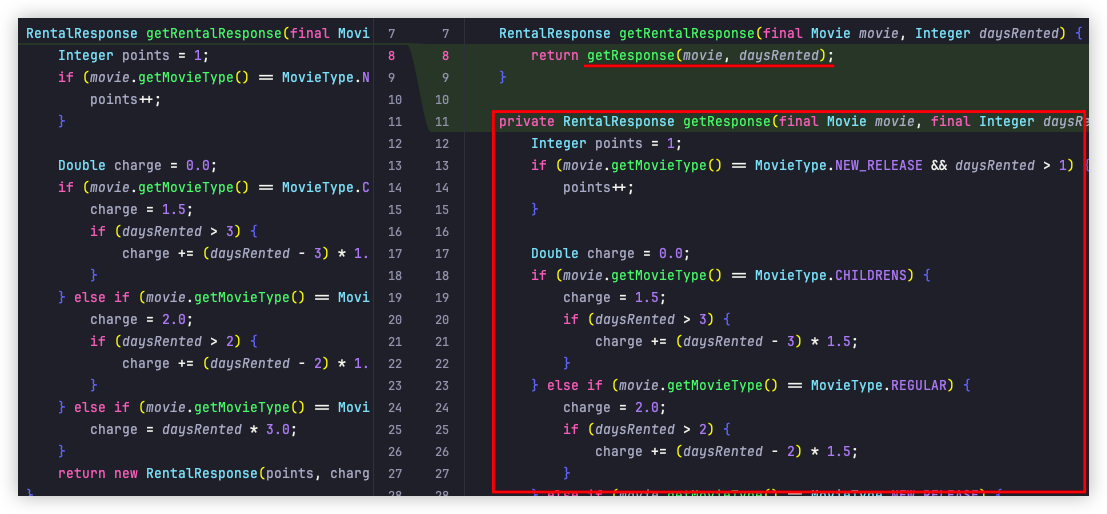 RentalResponse getRentalResponse(final Movi
Integer points = 1;
if (movie.getMovieType() == MovieType.N
points++;
}
Double charge = 0.0;
if (movie.getMovieType() == MovieType.C
charge = 1.5;
if (daysRented > 3) {
charge += (daysRented - 3) * 1.
}
} else if (movie.getMovieType() == Movi
charge = 2.0;
if (daysRented > 2) {
charge += (daysRented - 2) * 1.
}
} else if (movie.getMovieType() == Movi
charge = daysRented * 3.0;
}
return new RentalResponse(points, charg
}
7 7
8 8
9 9
10 10
11 11
12 12
13 13
14 14
15 15
16 16
17 17
18 18
19 19
20 20
21 21
22 22
23 23
24 24
25 25
26 26
27 27
28 28
RentalResponse getRentalResponse(final Movie movie, Integer daysRented) {
return getResponse(movie, daysRented);
}
private RentalResponse getResponse(final Movie movie, final Integer daysRe
Integer points = 1;
if (movie.getMovieType() == MovieType.NEW_RELEASE && daysRented > 1) {
points++;
}
Double charge = 0.0;
if (movie.getMovieType() == MovieType.CHILDRENS) {
charge = 1.5;
if (daysRented > 3) {
charge += (daysRented - 3) * 1.5;
}
} else if (movie.getMovieType() == MovieType.REGULAR) {
charge = 2.0;
if (daysRented > 2) {
charge += (daysRented - 2) * 1.5;
}
} else if (movie.getMovieType() == MovieType.NEW_RELEASE) {